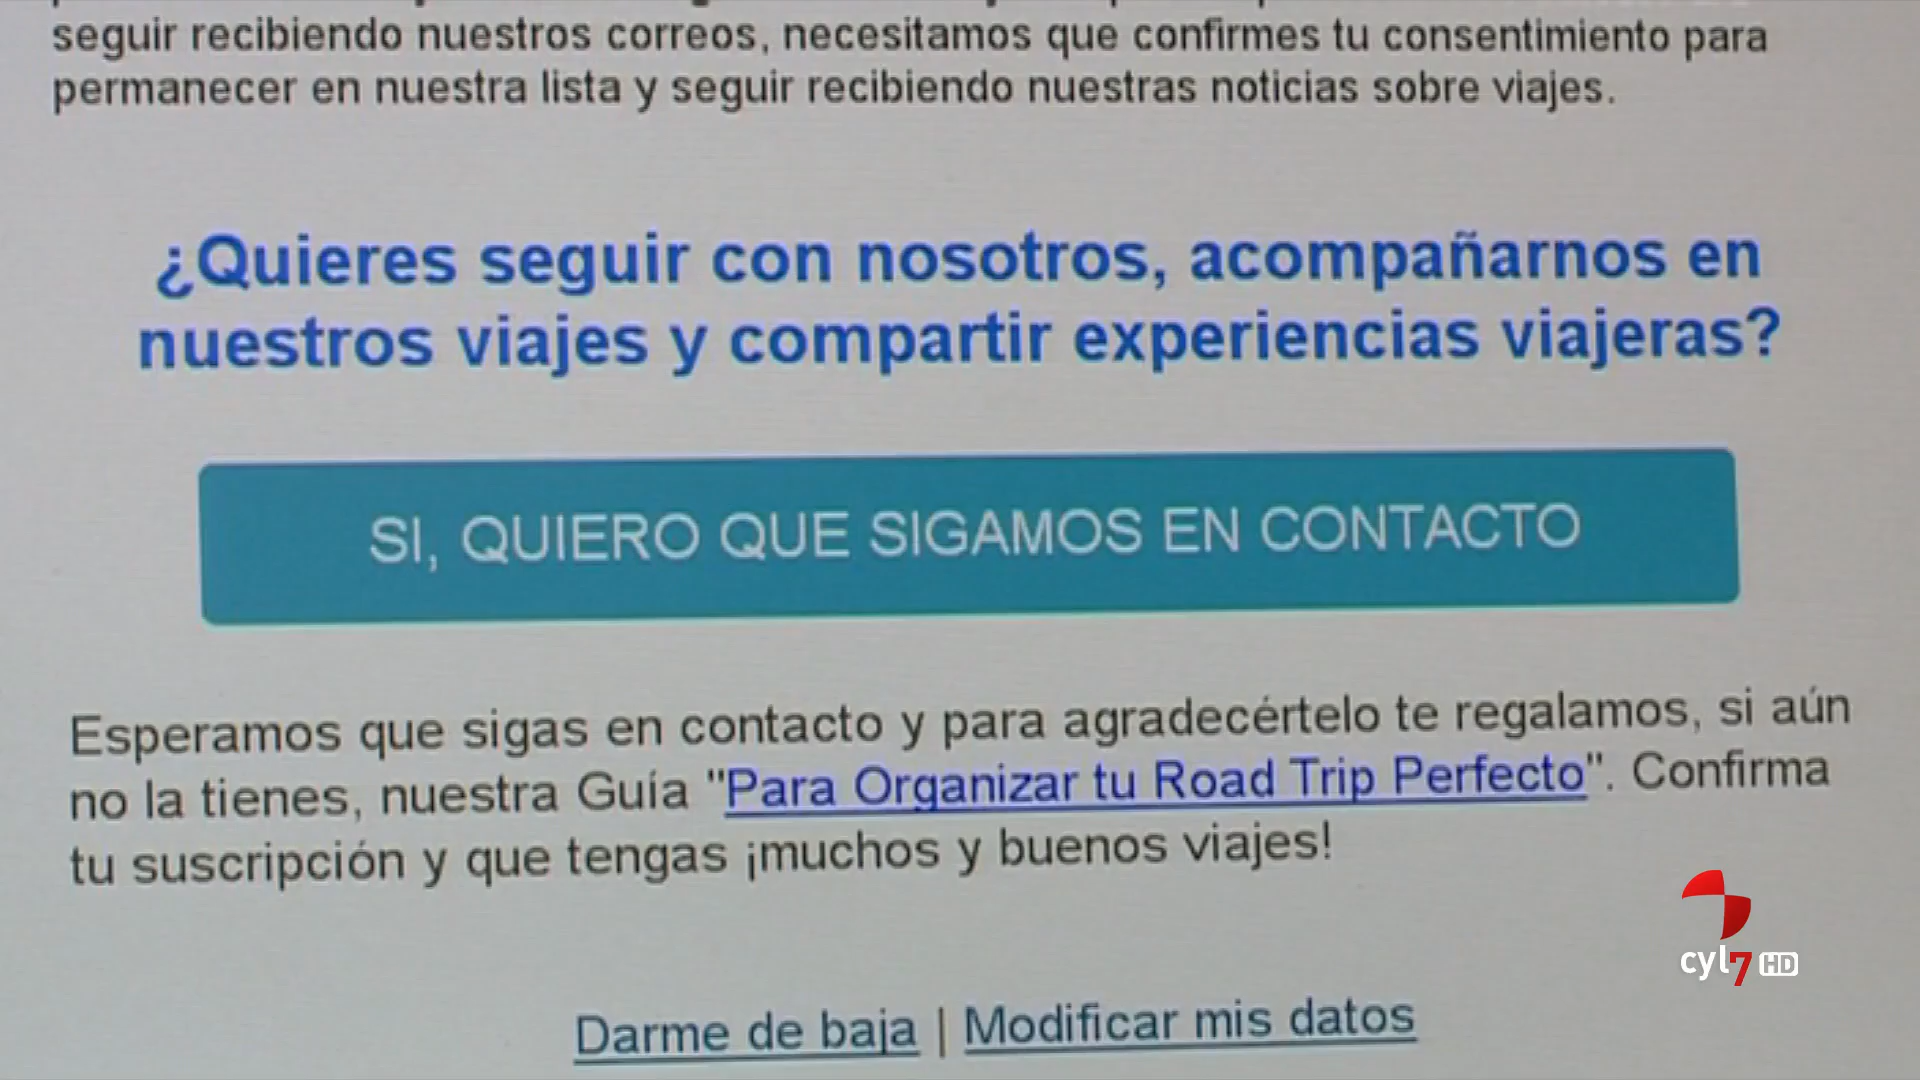 seguir recibiendo nuestros correos, necesitamos que confirmes tu consentimiento para
permanecer en nuestra lista y seguir recibiendo nuestras noticias sobre viajes.
¿Quieres seguir con nosotros, acompañarnos en
nuestros viajes y compartir experiencias viajeras?
SI, QUIERO QUE SIGAMOS EN CONTACTO
Esperamos que sigas en contacto y para agradecértelo te regalamos, si aún
no la tienes, nuestra Guía "Para Organizar tu Road Trip Perfecto". Confirma
tu suscripción y que tengas ¡muchos y buenos viajes!
cyl7 HD
Darme de baja | Modificar mis datos